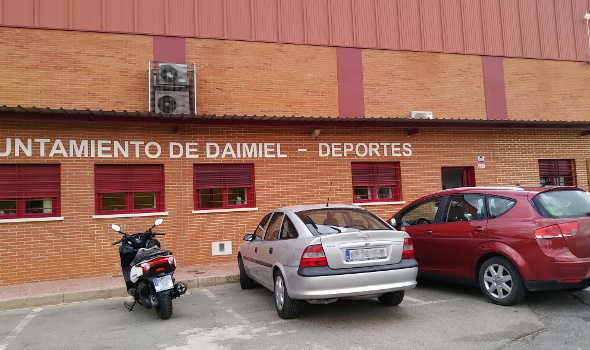 UNTAMIENTO DE DAIMIEL – DEPORTES